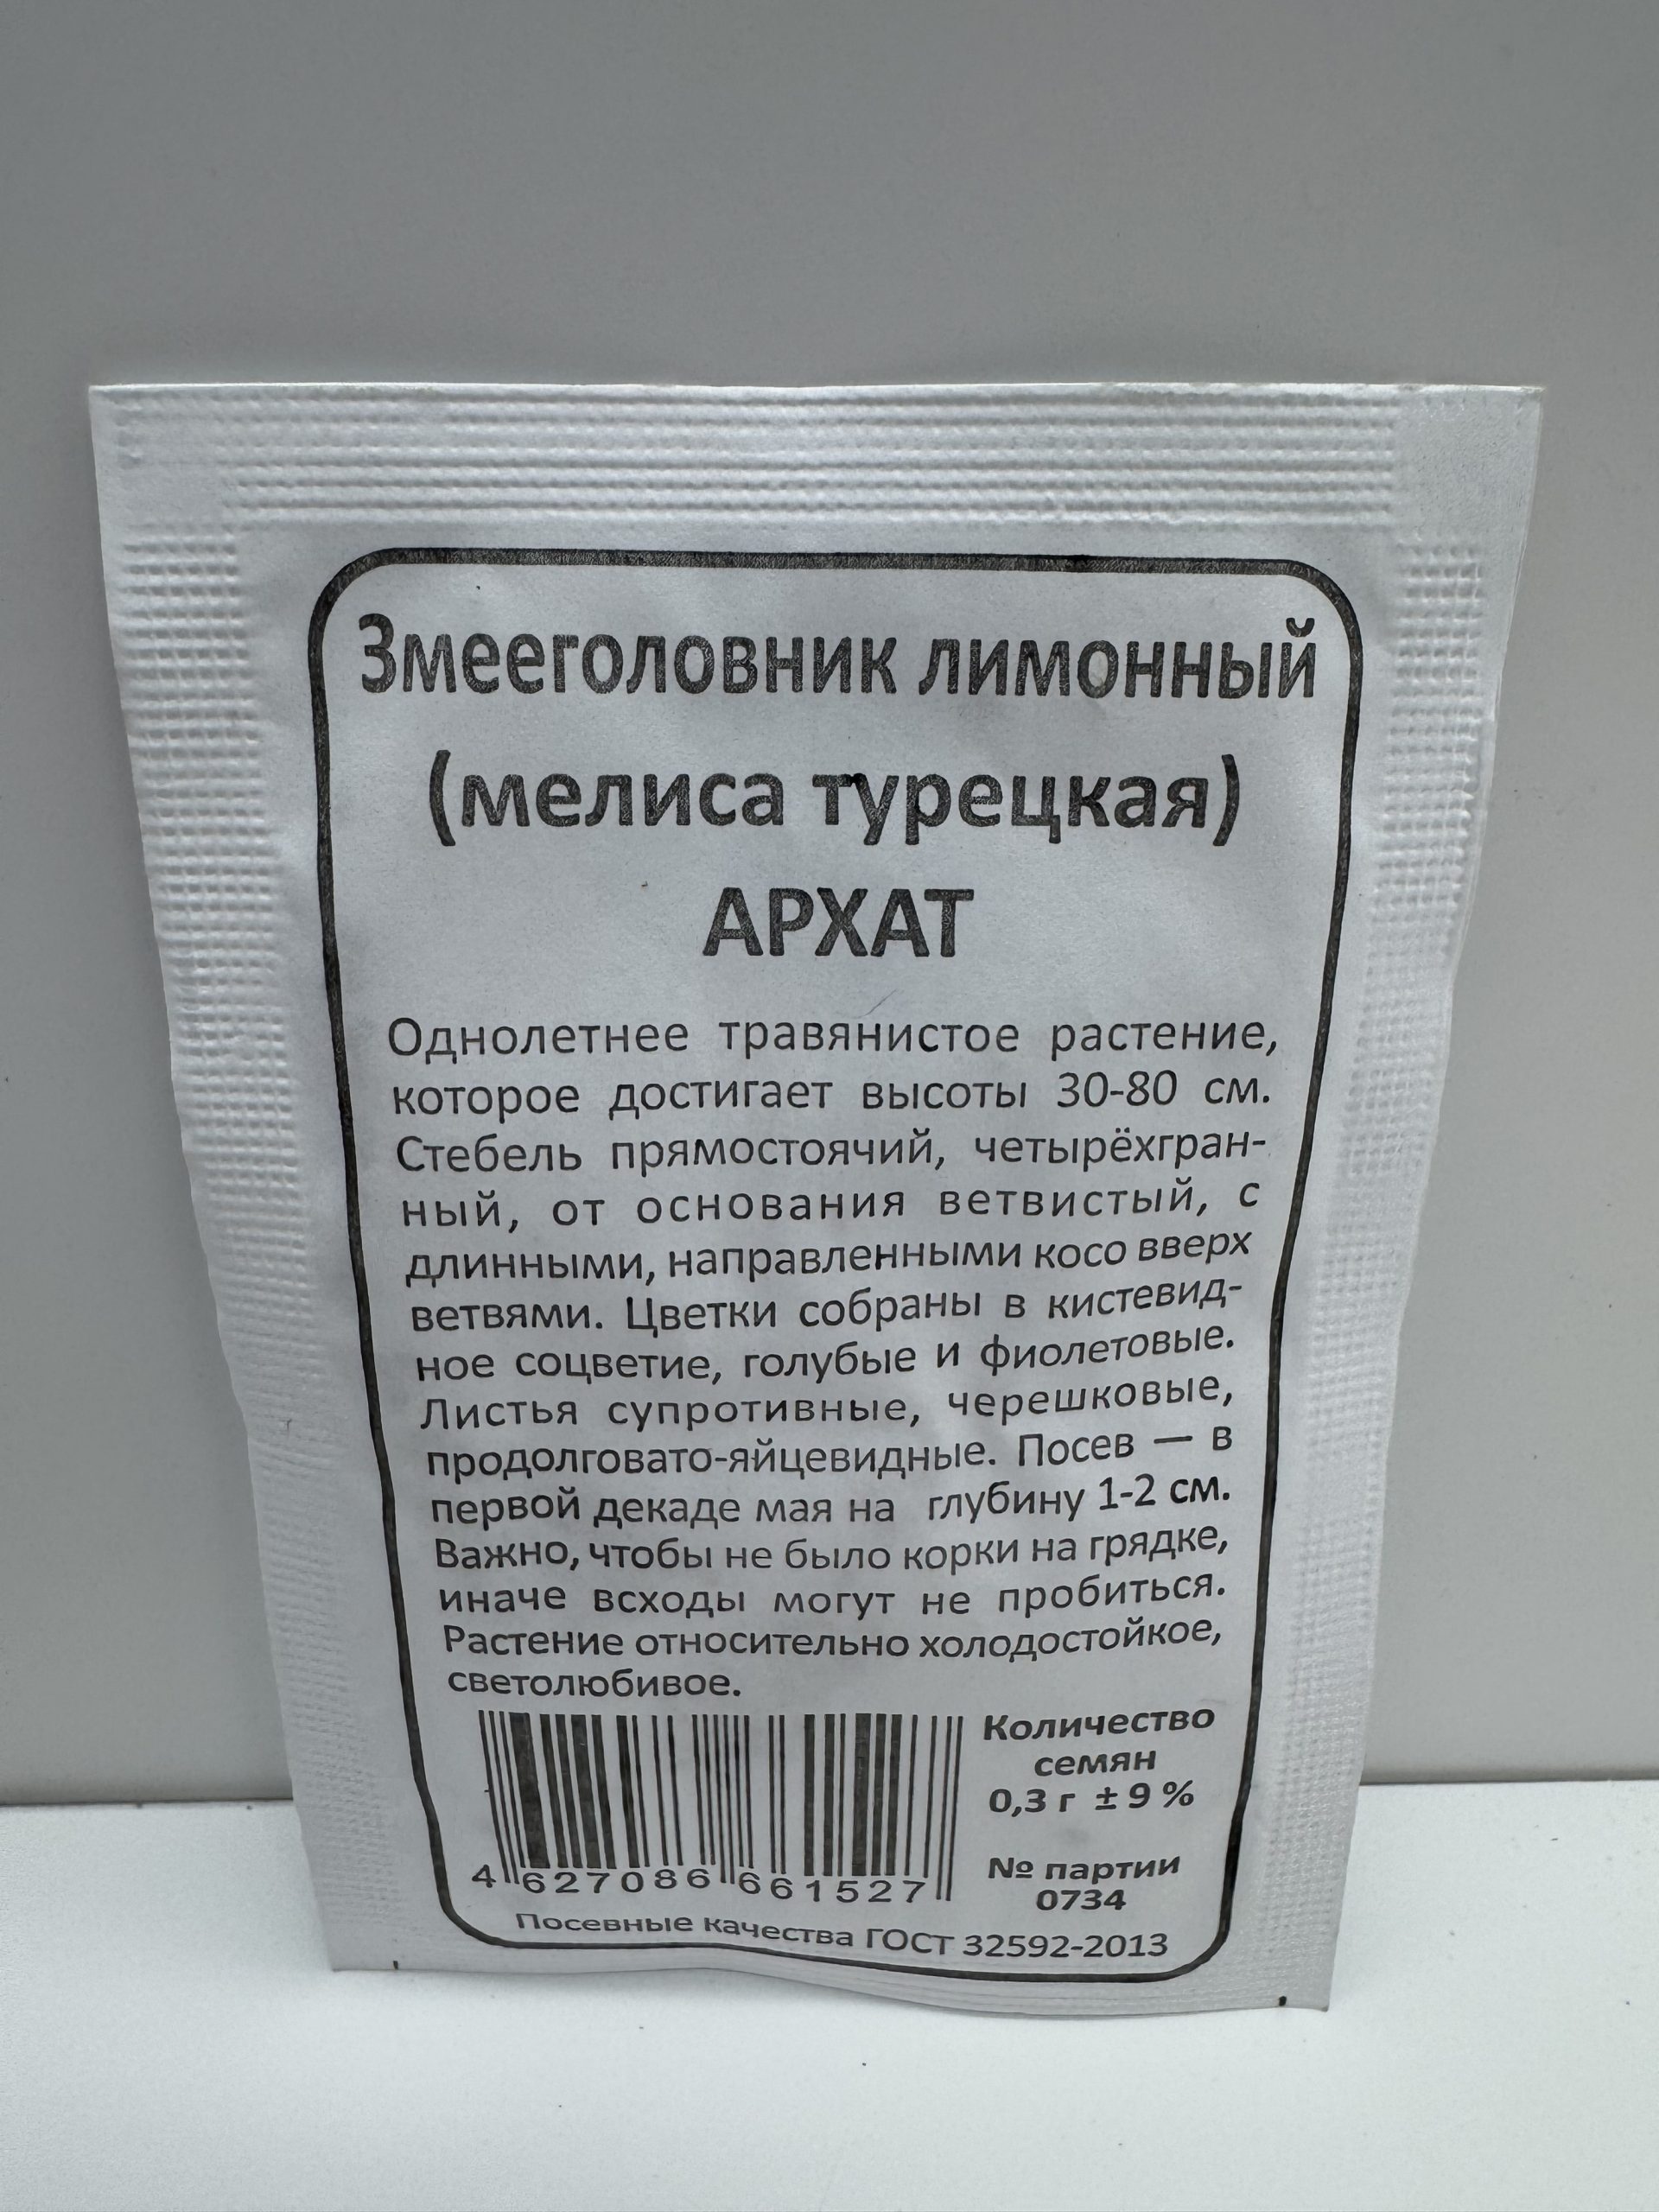 Змееголовник лимонный
(мелиса турецкая)
АРХАТ
Однолетнее травянистое растение,
которое достигает высоты 30-80 см.
Стебель прямостоячий, четырёхгран-
ный, от основания ветвистый, с
длинными, направленными косо вверх
ветвями. Цветки собраны в кистевид-
ное соцветие, голубые и фиолетовые.
Листья супротивные, черешковые,
продолговато-яйцевидные. Посев — в
первой декаде мая на глубину 1-2 см.
Важно, чтобы не было корки на грядке,
иначе всходы могут не пробиться.
Растение относительно холодостойкое,
светолюбивое.
Количество
семян
0,3 г ± 9 %
№ партии
0734
4 627086 661527
Посевные качества ГОСТ 32592-2013